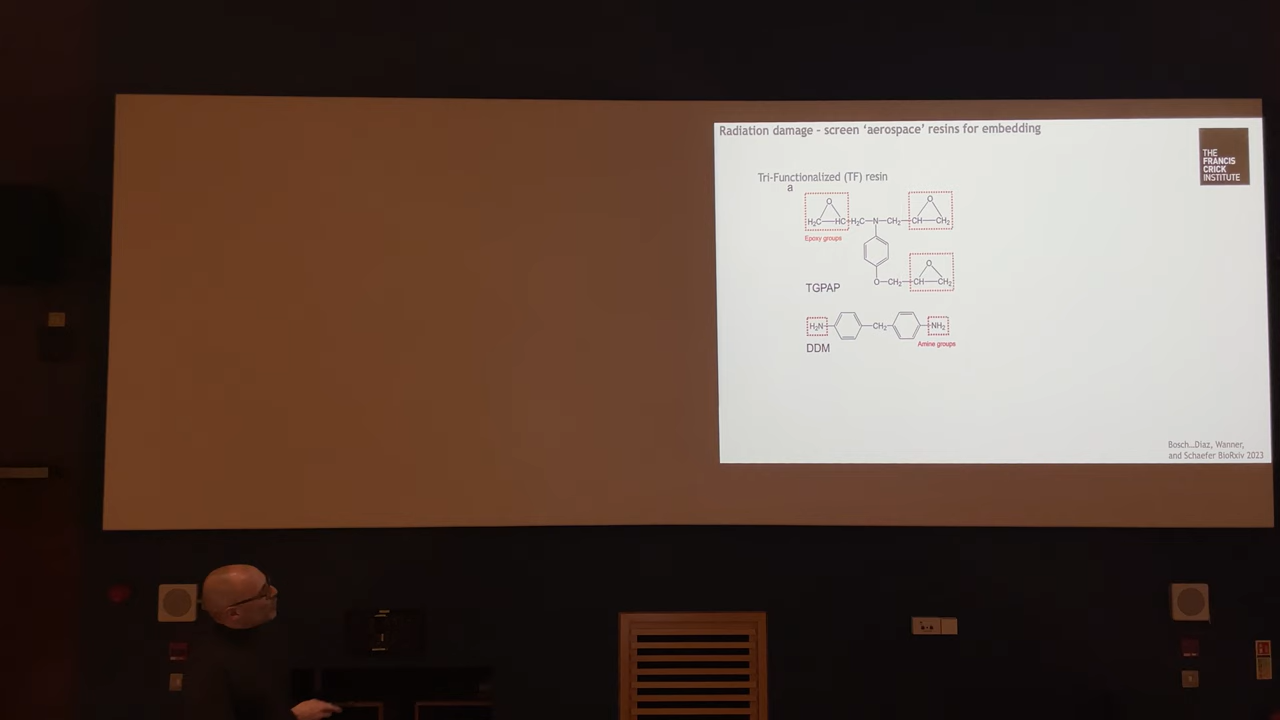 Radiation damage - screen ‘aerospace’ resins for embedding
THE
FRANCIS
CRICK
INSTITUTE
Tri-Functionalized (TF) resin
a
O
O
H₂C—HC—H₂C—N—CH₂—CH—CH₂
Epoxy groups
O
O—CH₂—CH—CH₂
TGPAP
H₂N—CH₂—NH₂
DDM
Amine groups
Bosch…Diaz, Wanner,
and Schaefer BioRxiv 2023